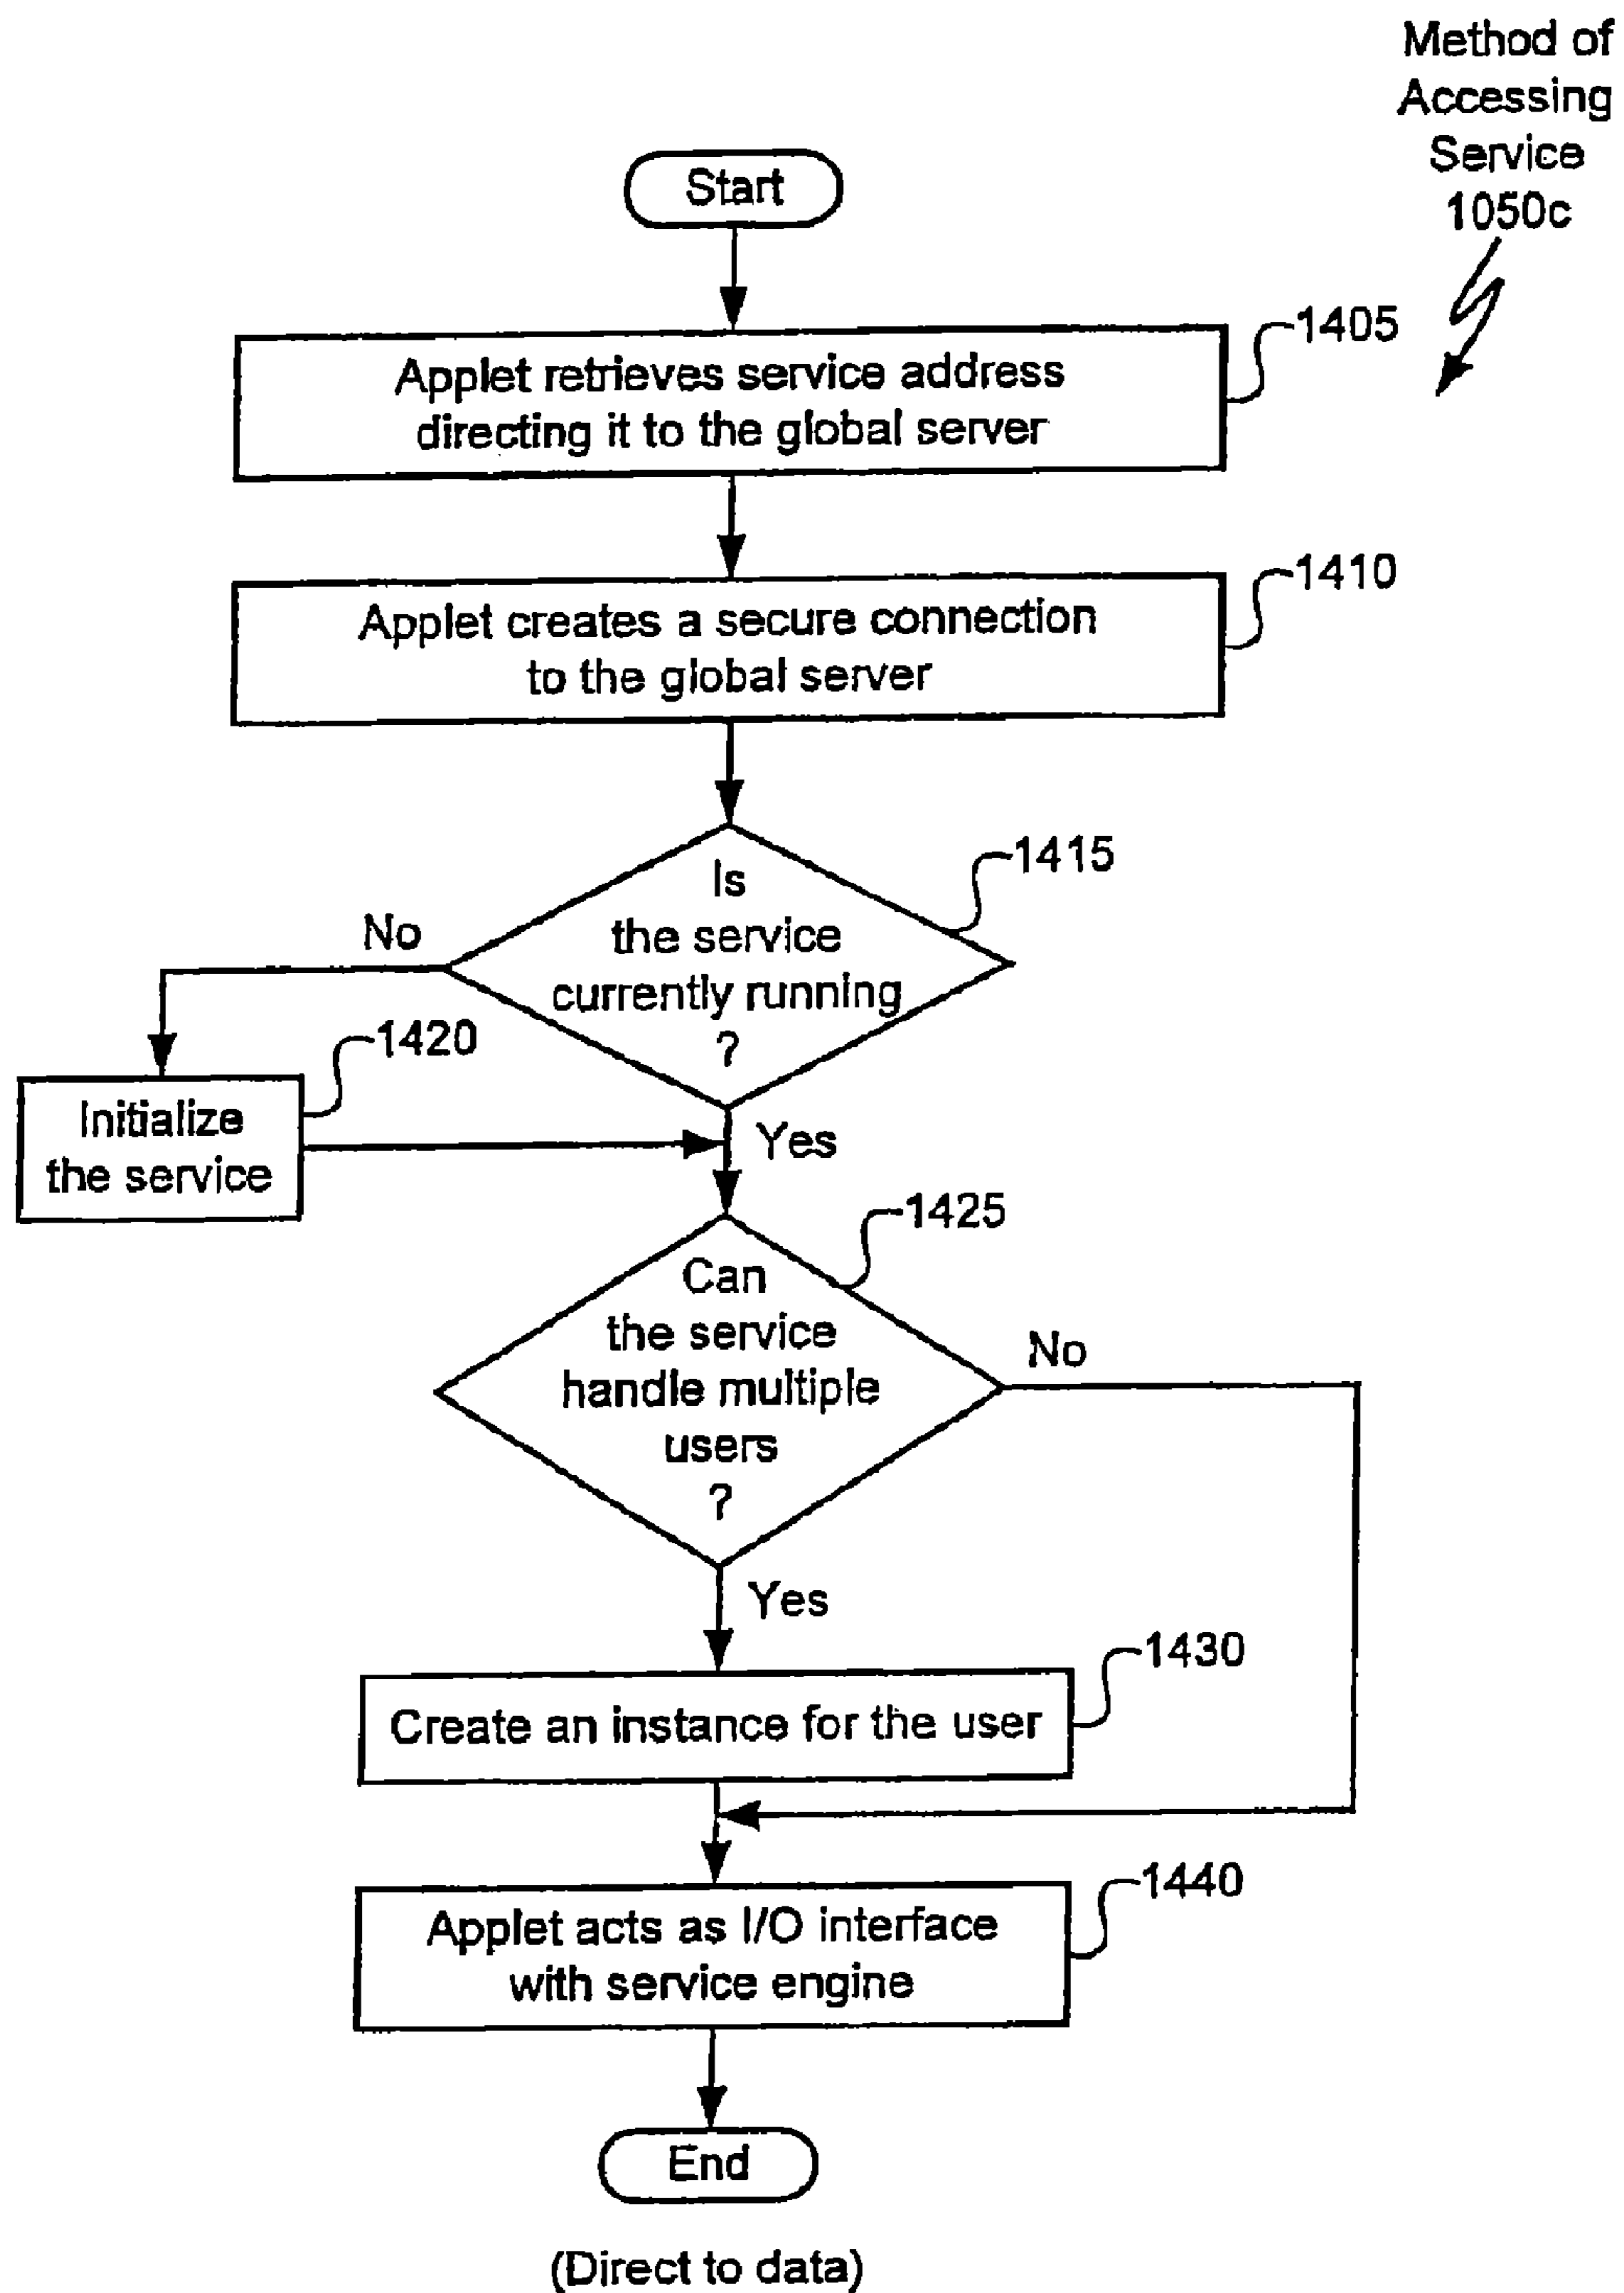 Method of
Accessing
Service
1050c
Start
1405
Applet retrieves service address
directing it to the global server
1410
Applet creates a secure connection
to the global server
1415
Is
the service
currently running
?
No
1420
Initialize
the service
Yes
1425
Can
the service
handle multiple
users
?
No
Yes
1430
Create an instance for the user
1440
Applet acts as I/O interface
with service engine
End
(Direct to data)